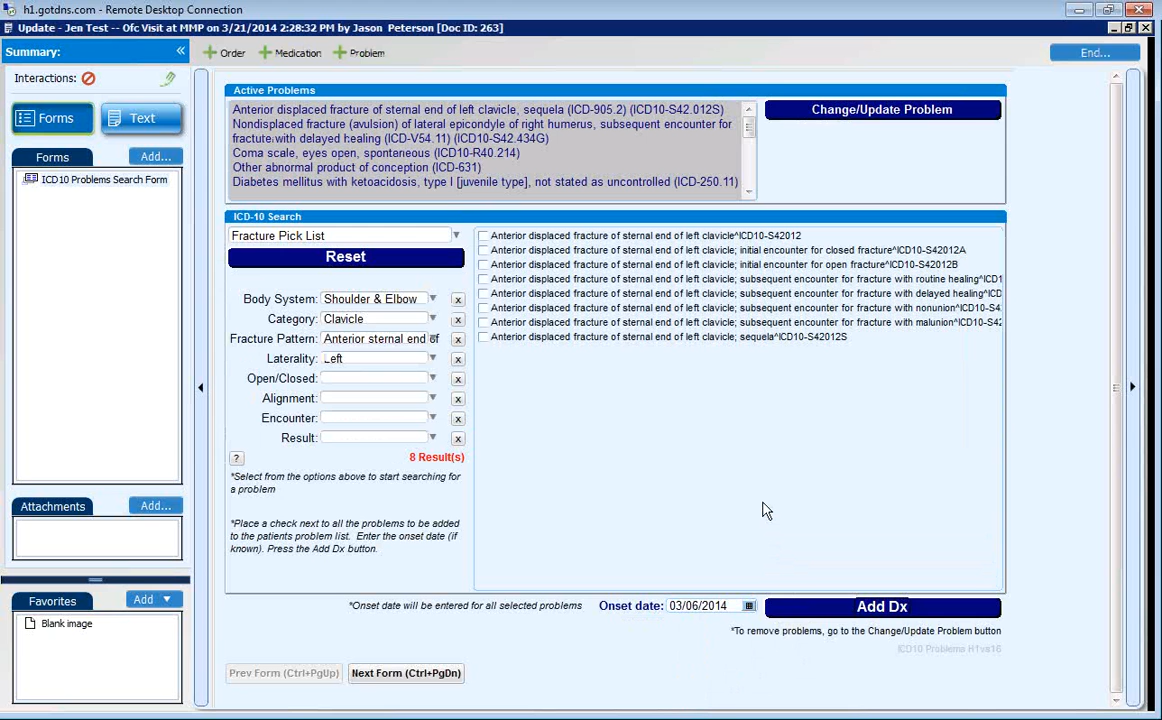 h1.gotdns.com - Remote Desktop Connection
Update - Jen Test -- Ofc Visit at MMP on 3/21/2014 2:28:32 PM by Jason Peterson [Doc ID: 263]
Summary:
Order
Medication
Problem
End...
Interactions:
Forms
Text
Forms
Add...
ICD10 Problems Search Form
Attachments
Add...
Favorites
Add
Blank image
Active Problems
Anterior displaced fracture of sternal end of left clavicle, sequela (ICD-905.2) (ICD10-S42.012S)
Nondisplaced fracture (avulsion) of lateral epicondyle of right humerus, subsequent encounter for
fracture with delayed healing (ICD-V54.11) (ICD10-S42.434G)
Coma scale, eyes open, spontaneous (ICD10-R40.214)
Other abnormal product of conception (ICD-631)
Diabetes mellitus with ketoacidosis, type I [juvenile type], not stated as uncontrolled (ICD-250.11)
Change/Update Problem
ICD-10 Search
Fracture Pick List
Reset
Body System: Shoulder & Elbow x
Category: Clavicle x
Fracture Pattern: Anterior sternal end of x
Laterality: Left x
Open/Closed: x
Alignment: x
Encounter: x
Result: x
? 8 Result(s)
*Select from the options above to start searching for
a problem
*Place a check next to all the problems to be added
to the patients problem list. Enter the onset date (if
known). Press the Add Dx button.
Anterior displaced fracture of sternal end of left clavicle^ICD10-S42012
Anterior displaced fracture of sternal end of left clavicle; initial encounter for closed fracture^ICD10-S42012A
Anterior displaced fracture of sternal end of left clavicle; initial encounter for open fracture^ICD10-S42012B
Anterior displaced fracture of sternal end of left clavicle; subsequent encounter for fracture with routine healing^ICD1
Anterior displaced fracture of sternal end of left clavicle; subsequent encounter for fracture with delayed healing^ICD
Anterior displaced fracture of sternal end of left clavicle; subsequent encounter for fracture with nonunion^ICD10-S4
Anterior displaced fracture of sternal end of left clavicle; subsequent encounter for fracture with malunion^ICD10-S42
Anterior displaced fracture of sternal end of left clavicle; sequela^ICD10-S42012S
*Onset date will be entered for all selected problems
Onset date: 03/06/2014
Add Dx
*To remove problems, go to the Change/Update Problem button
Prev Form (Ctrl+PgUp)
Next Form (Ctrl+PgDn)